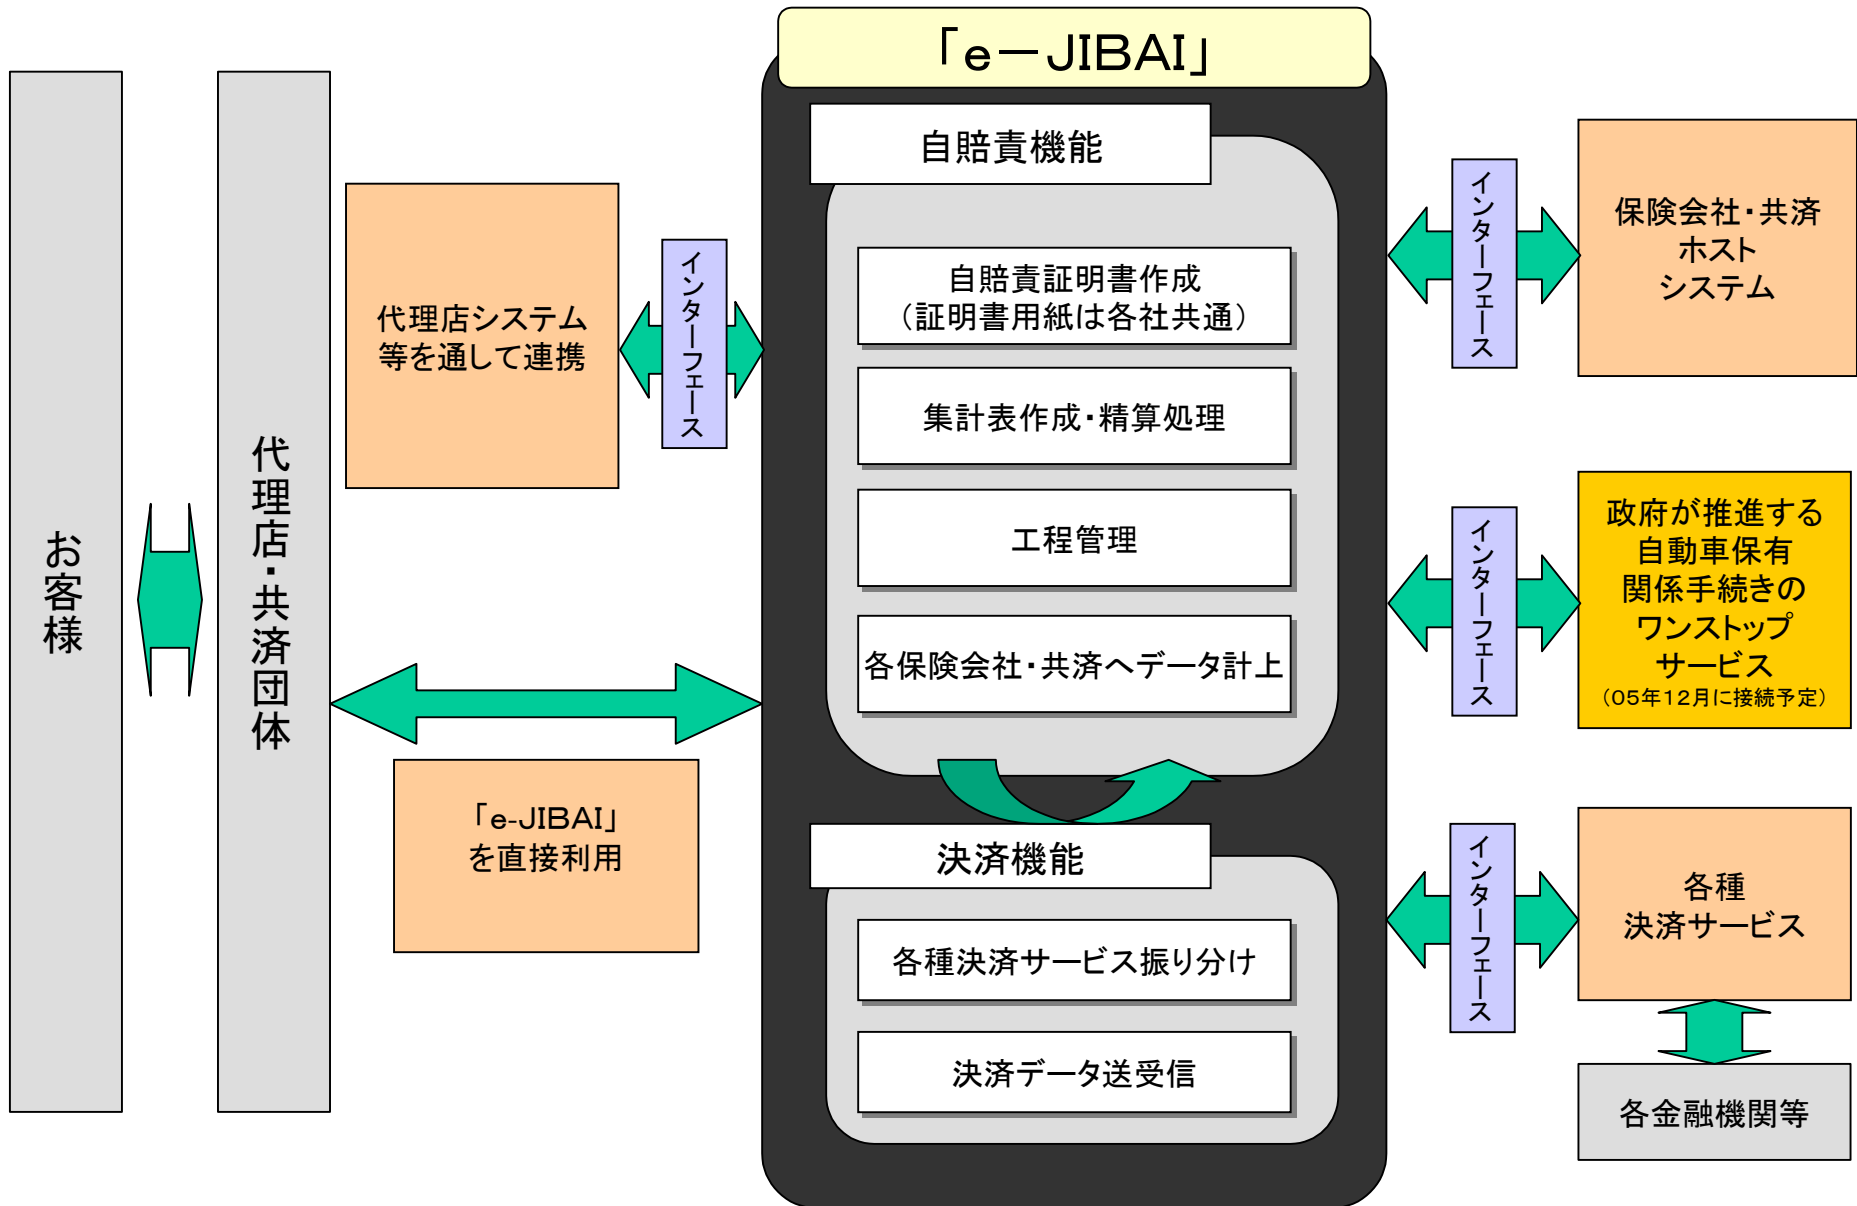 「e－JIBAI」
お客様
代理店・共済団体
代理店システム
等を通して連携
インターフェース
「e-JIBAI」
を直接利用
自賠責機能
自賠責証明書作成
（証明書用紙は各社共通）
集計表作成・精算処理
工程管理
各保険会社・共済へデータ計上
決済機能
各種決済サービス振り分け
決済データ送受信
インターフェース
保険会社・共済
ホスト
システム
インターフェース
政府が推進する
自動車保有
関係手続きの
ワンストップ
サービス
（05年12月に接続予定）
インターフェース
各種
決済サービス
各金融機関等